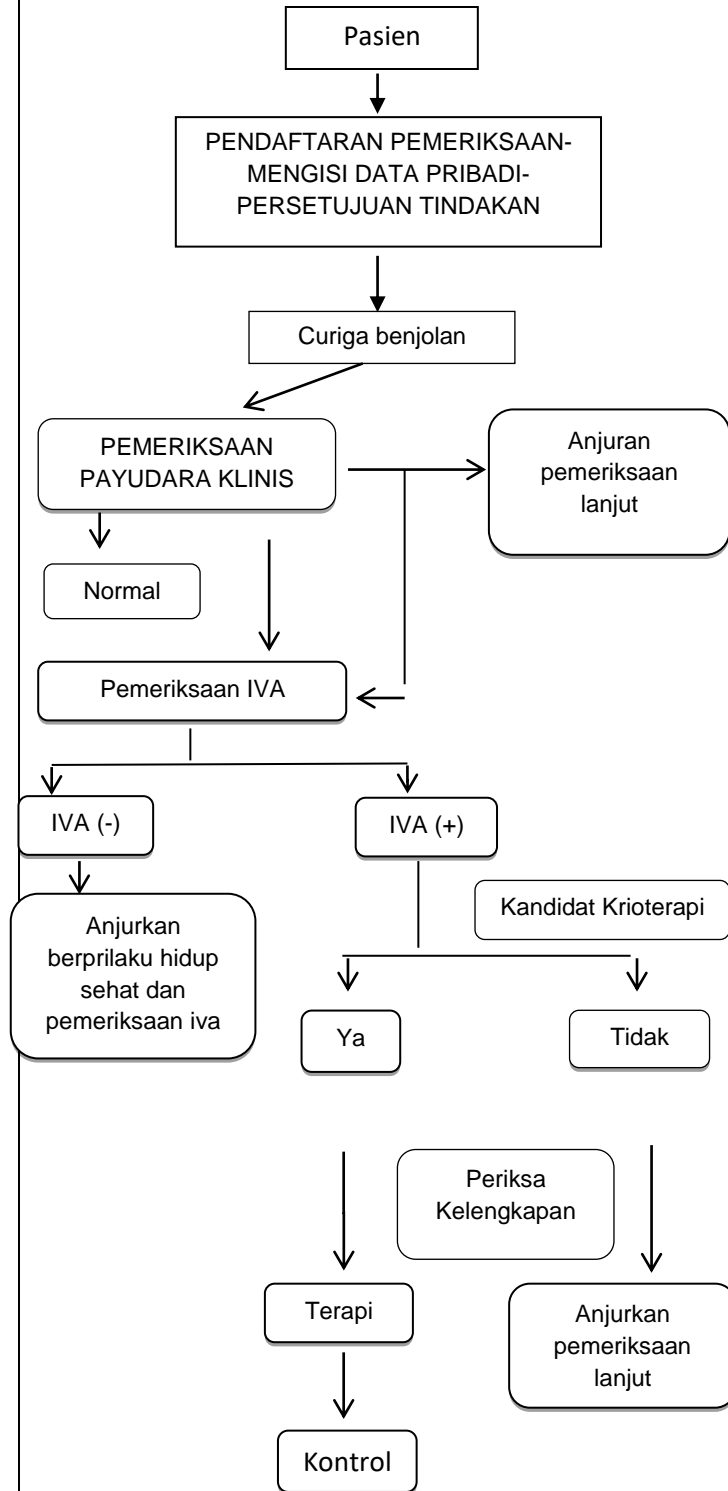 Pasien
PENDAFTARAN PEMERIKSAAN-
MENGISI DATA PRIBADI-
PERSETUJUAN TINDAKAN
Curiga benjolan
PEMERIKSAAN
PAYUDARA KLINIS
Anjuran
pemeriksaan
lanjut
Normal
Pemeriksaan IVA
IVA (-)
IVA (+)
Anjurkan
berprilaku hidup
sehat dan
pemeriksaan iva
Kandidat Krioterapi
Ya
Tidak
Periksa
Kelengkapan
Terapi
Anjurkan
pemeriksaan
lanjut
Kontrol